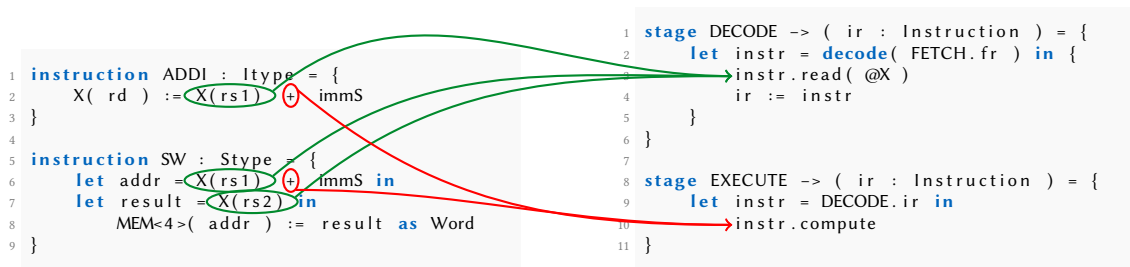 1 instruction ADDI : Itype = {
2 X( rd ) := X(rs1) + immS
3 }
4
5 instruction SW : Stype = {
6 let addr = X(rs1) + immS in
7 let result = X(rs2) in
8 MEM<4>( addr ) := result as Word
9 }
1 stage DECODE -> ( ir : Instruction ) = {
2 let instr = decode( FETCH.fr ) in {
3 instr.read( @X )
4 ir := instr
5 }
6 }
7
8 stage EXECUTE -> ( ir : Instruction ) = {
9 let instr = DECODE.ir in
10 instr.compute
11 }